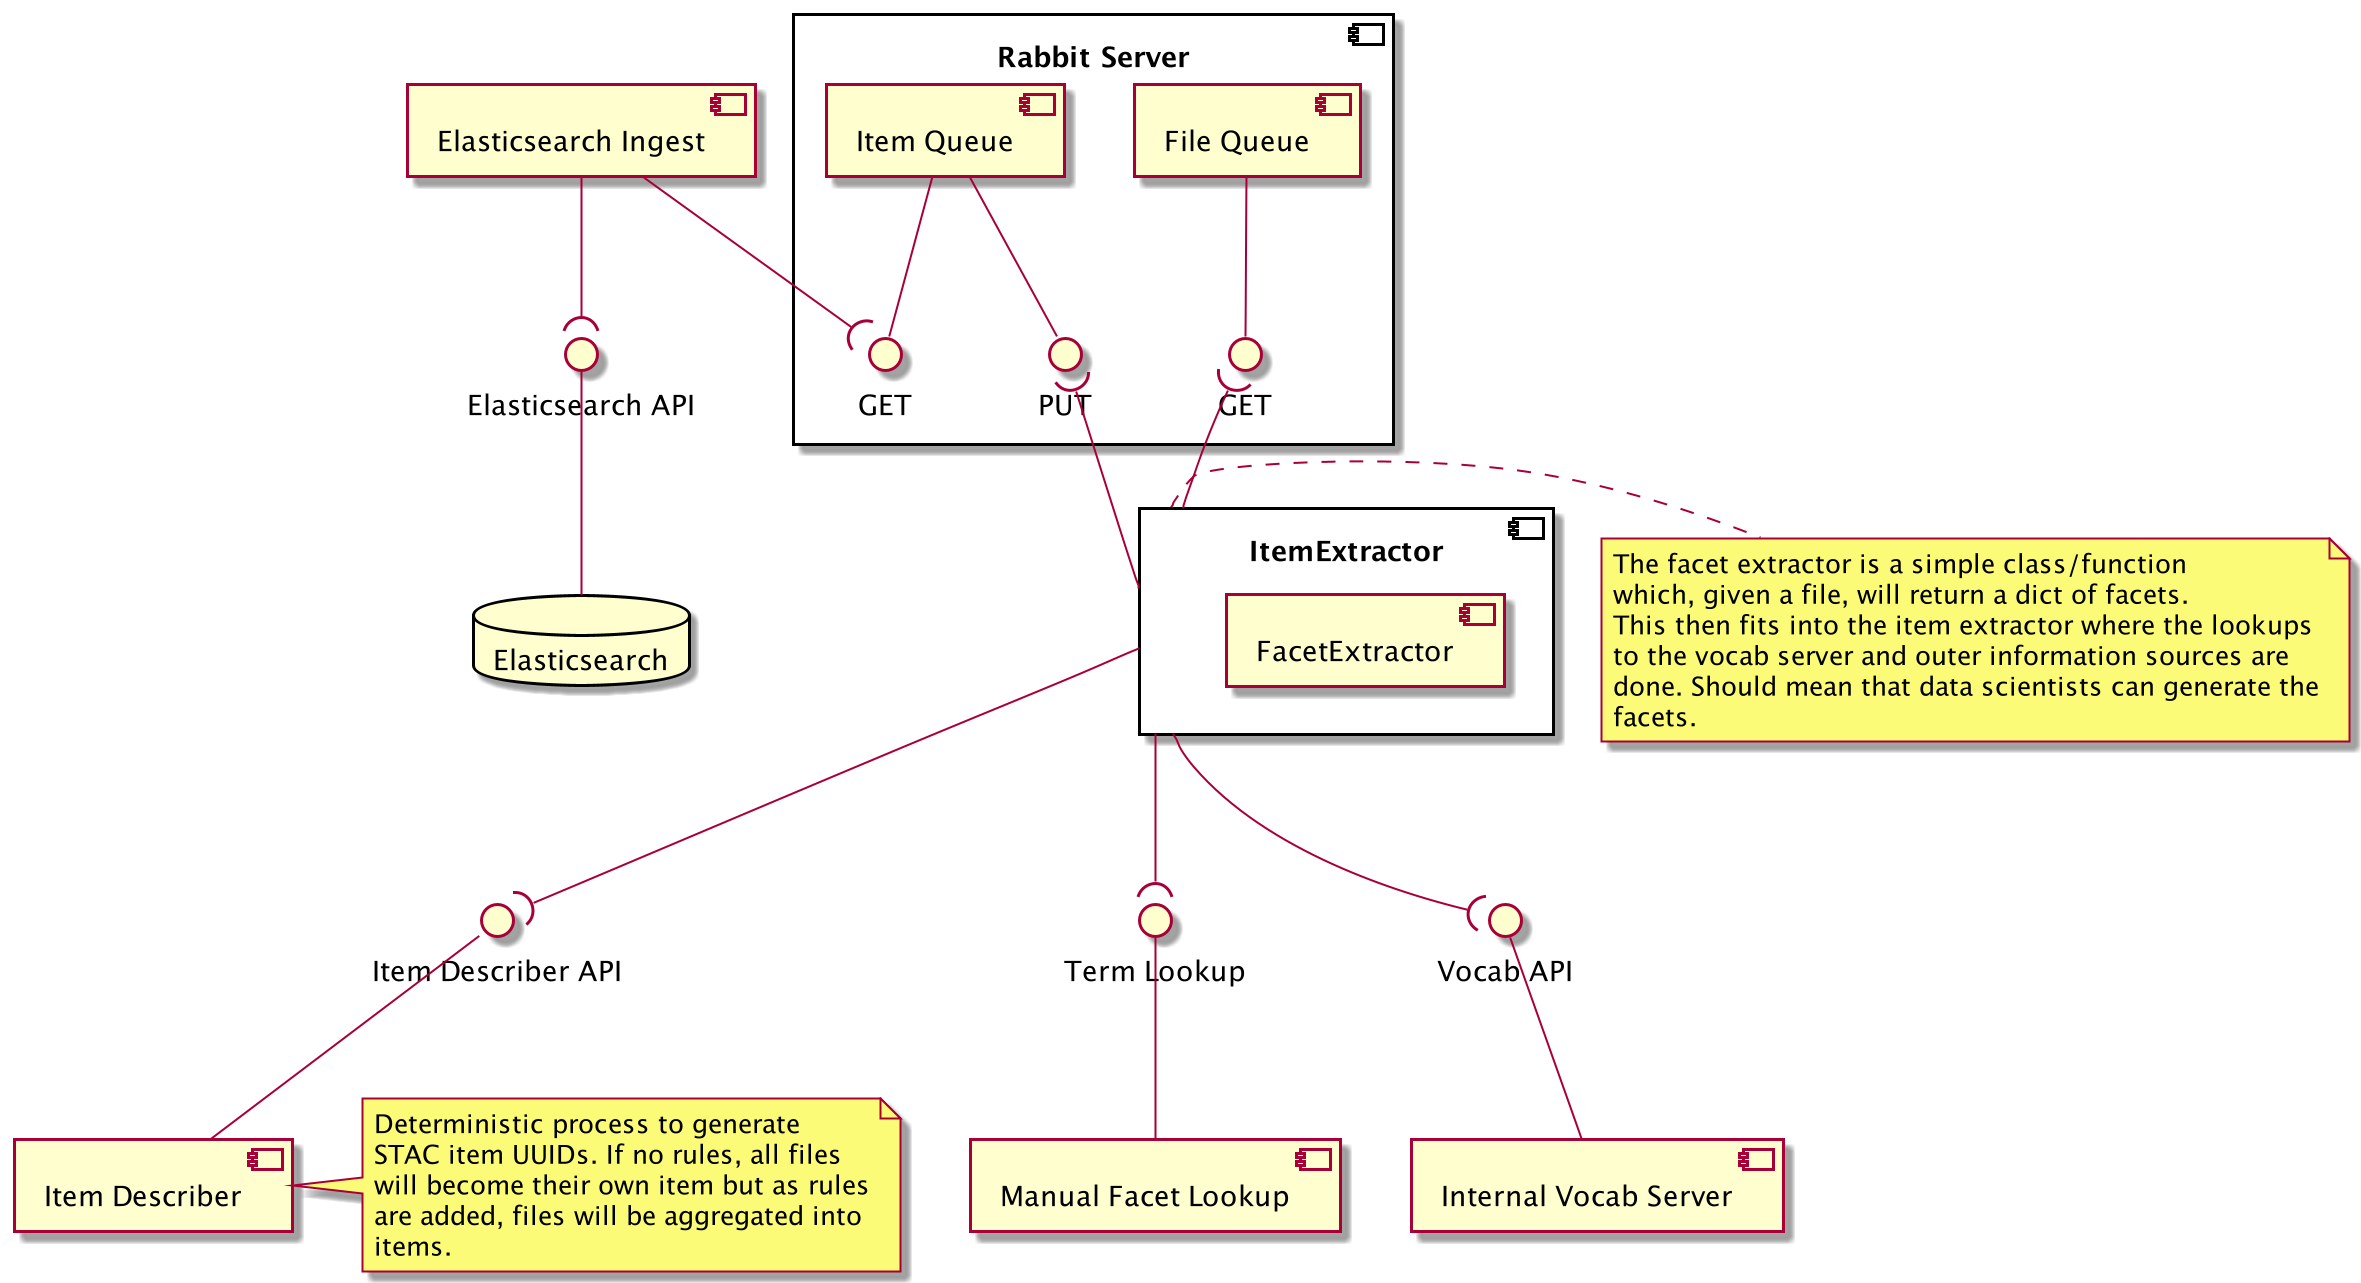 Rabbit Server
Elasticsearch Ingest
Item Queue
File Queue
Elasticsearch API
GET
PUT
GET
ItemExtractor
FacetExtractor
The facet extractor is a simple class/function
which, given a file, will return a dict of facets.
This then fits into the item extractor where the lookups
to the vocab server and outer information sources are
done. Should mean that data scientists can generate the
facets.
Elasticsearch
Item Describer API
Term Lookup
Vocab API
Item Describer
Deterministic process to generate
STAC item UUIDs. If no rules, all files
will become their own item but as rules
are added, files will be aggregated into
items.
Manual Facet Lookup
Internal Vocab Server